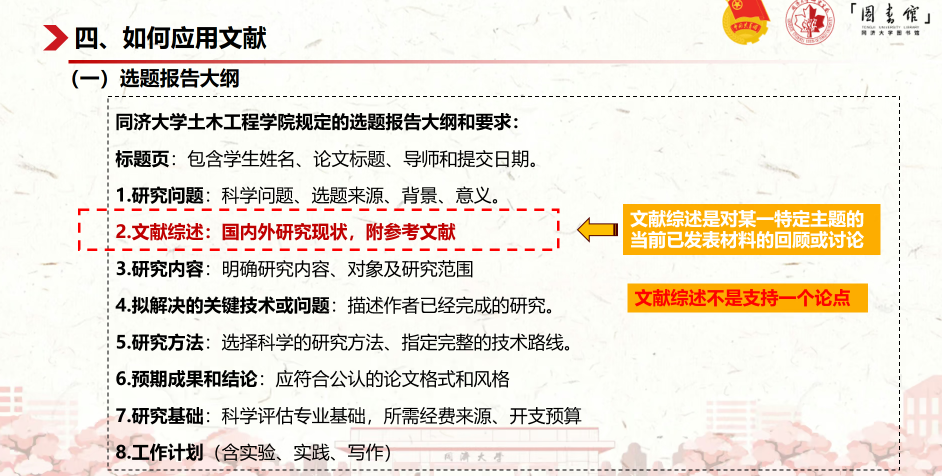 「圕書館」
同济大学图书馆
四、如何应用文献
（一）选题报告大纲
同济大学土木工程学院规定的选题报告大纲和要求：
标题页：包含学生姓名、论文标题、导师和提交日期。
1.研究问题：科学问题、选题来源、背景、意义。
2.文献综述：国内外研究现状，附参考文献
文献综述是对某一特定主题的
当前已发表材料的回顾或讨论
3.研究内容：明确研究内容、对象及研究范围
4.拟解决的关键技术或问题：描述作者已经完成的研究。
文献综述不是支持一个论点
5.研究方法：选择科学的研究方法、指定完整的技术路线。
6.预期成果和结论：应符合公认的论文格式和风格
7.研究基础：科学评估专业基础，所需经费来源、开支预算
8.工作计划（含实验、实践、写作）
同济大学